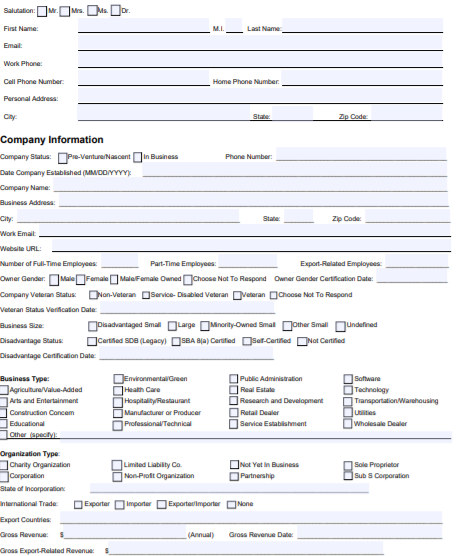 Salutation: Mr. Mrs. Ms. Dr.
First Name: M.I. Last Name:
Email:
Work Phone:
Cell Phone Number: Home Phone Number:
Personal Address:
City: State: Zip Code:
Company Information
Company Status: Pre-Venture/Nascent In Business Phone Number:
Date Company Established (MM/DD/YYYY):
Company Name:
Business Address:
City: State: Zip Code:
Work Email:
Website URL:
Number of Full-Time Employees: Part-Time Employees: Export-Related Employees:
Owner Gender: Male Female Male/Female Owned Choose Not To Respond Owner Gender Certification Date:
Company Veteran Status: Non-Veteran Service- Disabled Veteran Veteran Choose Not To Respond
Veteran Status Verification Date:
Business Size: Disadvantaged Small Large Minority-Owned Small Other Small Undefined
Disadvantage Status: Certified SDB (Legacy) SBA 8(a) Certified Self-Certified Not Certified
Disadvantage Certification Date:
Business Type: Environmental/Green Public Administration Software
Agriculture/Value-Added Health Care Real Estate Technology
Arts and Entertainment Hospitality/Restaurant Research and Development Transportation/Warehousing
Construction Concern Manufacturer or Producer Retail Dealer Utilities
Educational Professional/Technical Service Establishment Wholesale Dealer
Other (specify):
Organization Type:
Charity Organization Limited Liability Co. Not Yet In Business Sole Proprietor
Corporation Non-Profit Organization Partnership Sub S Corporation
State of Incorporation:
International Trade: Exporter Importer Exporter/Importer None
Export Countries:
Gross Revenue: $ (Annual) Gross Revenue Date:
Gross Export-Related Revenue: $